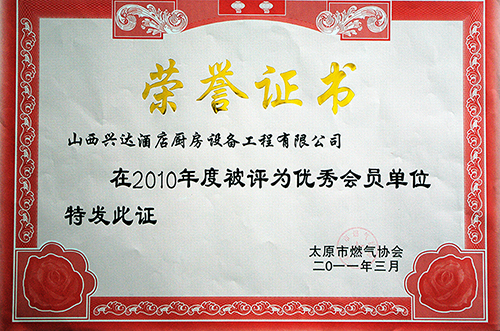 荣誉证书
山西兴达酒店厨房设备工程有限公司
在2010年度被评为优秀会员单位
特发此证
太原市燃气协会
二〇一一年三月